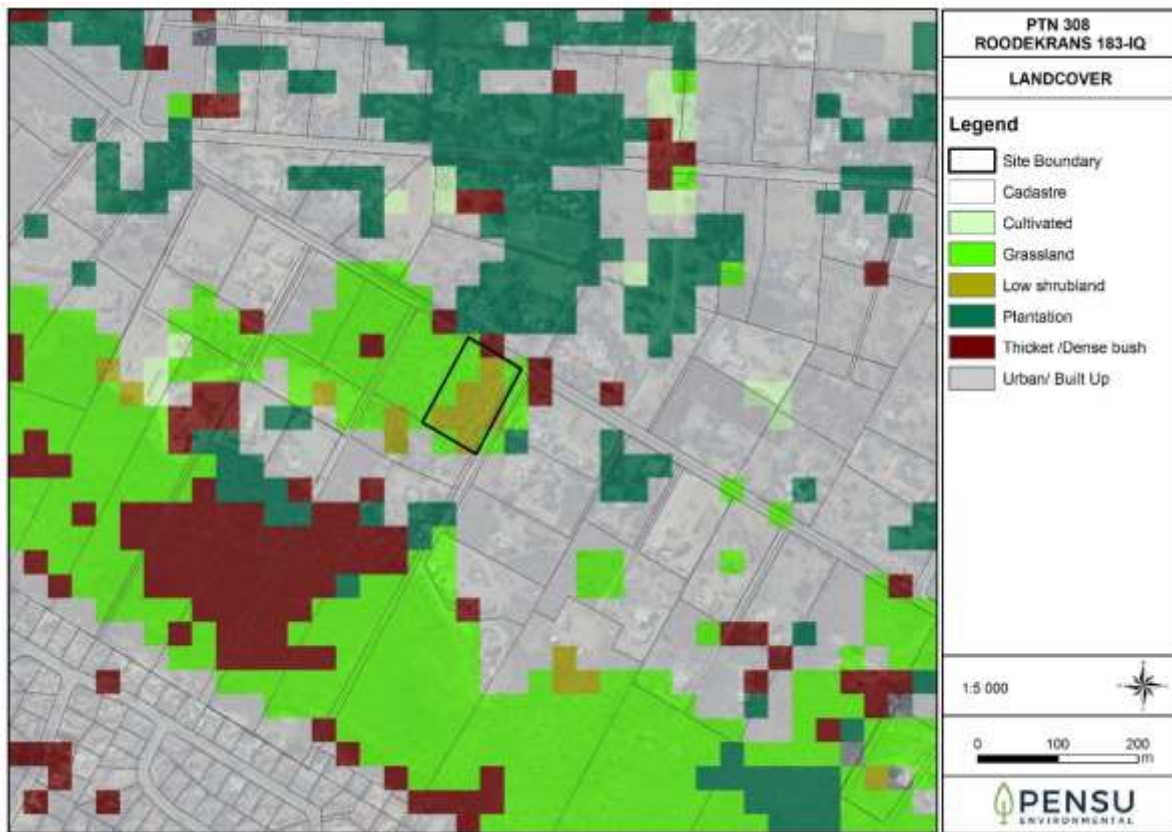 PTN 308
ROODEKRANS 183-IQ
LANDCOVER
Legend
Site Boundary
Cadastre
Cultivated
Grassland
Low shrubland
Plantation
Thicket /Dense bush
Urban/ Built Up
1:5 000
0 100 200
m
PENSU
ENVIRONMENTAL